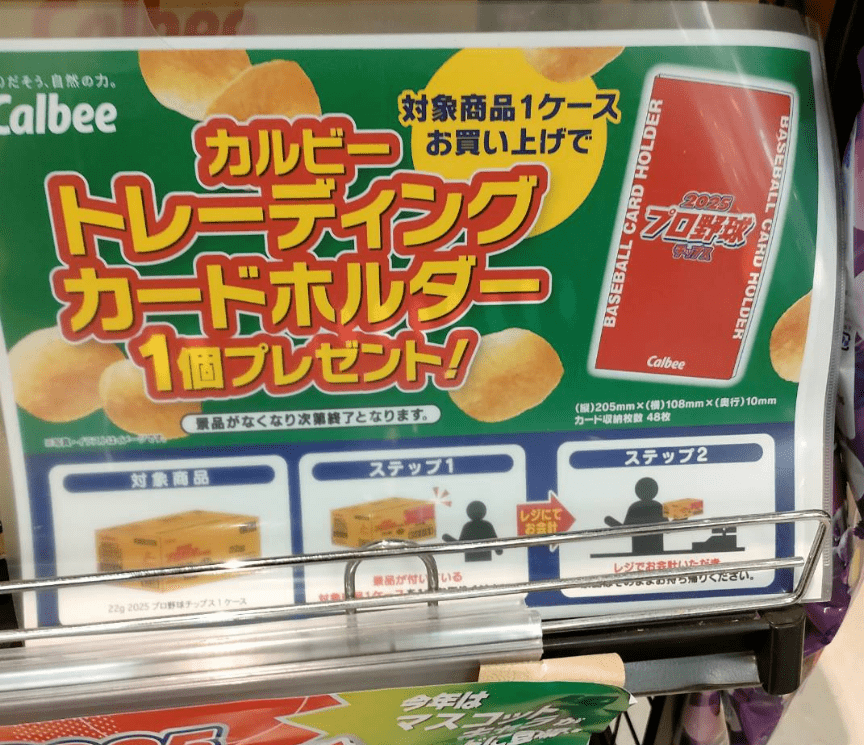 Calbee
だそう、自然の力。
Calbee
対象商品1ケース
お買い上げで
カルビー
トレーディング
カードホルダー
1個プレゼント!
景品がなくなり次第終了となります。
BASEBALL CARD HOLDER
BASEBALL CARD HOLDER
2025
プロ野球
チップス
Calbee
(縦)205mm×(横)108mm×(奥行)10mm
カード収納枚数 48枚
対象商品
22g 2025 プロ野球チップス1ケース
ステップ1
景品が付いている
レジにて
お会計
ステップ2
レジでお会計いただき
お持ち帰りください。
今年は
マスコット